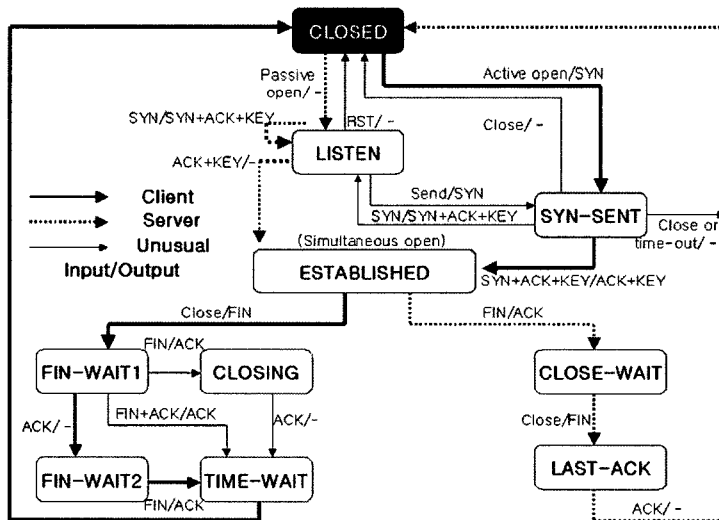 CLOSED
Passive
open/-
Active open/SYN
SYN/SYN+ACK+KEY
RST/-
Close/-
LISTEN
ACK+KEY/-
Client
Send/SYN
Server
SYN/SYN+ACK+KEY
SYN-SENT
Unusual
Close or
time-out/-
Input/Output
(Simultaneous open)
ESTABLISHED
SYN+ACK+KEY/ACK+KEY
Close/FIN
FIN/ACK
FIN/ACK
FIN-WAIT1
CLOSING
CLOSE-WAIT
ACK/-
FIN+ACK/ACK
ACK/-
Close/FIN
FIN-WAIT2
TIME-WAIT
LAST-ACK
FIN/ACK
ACK/-